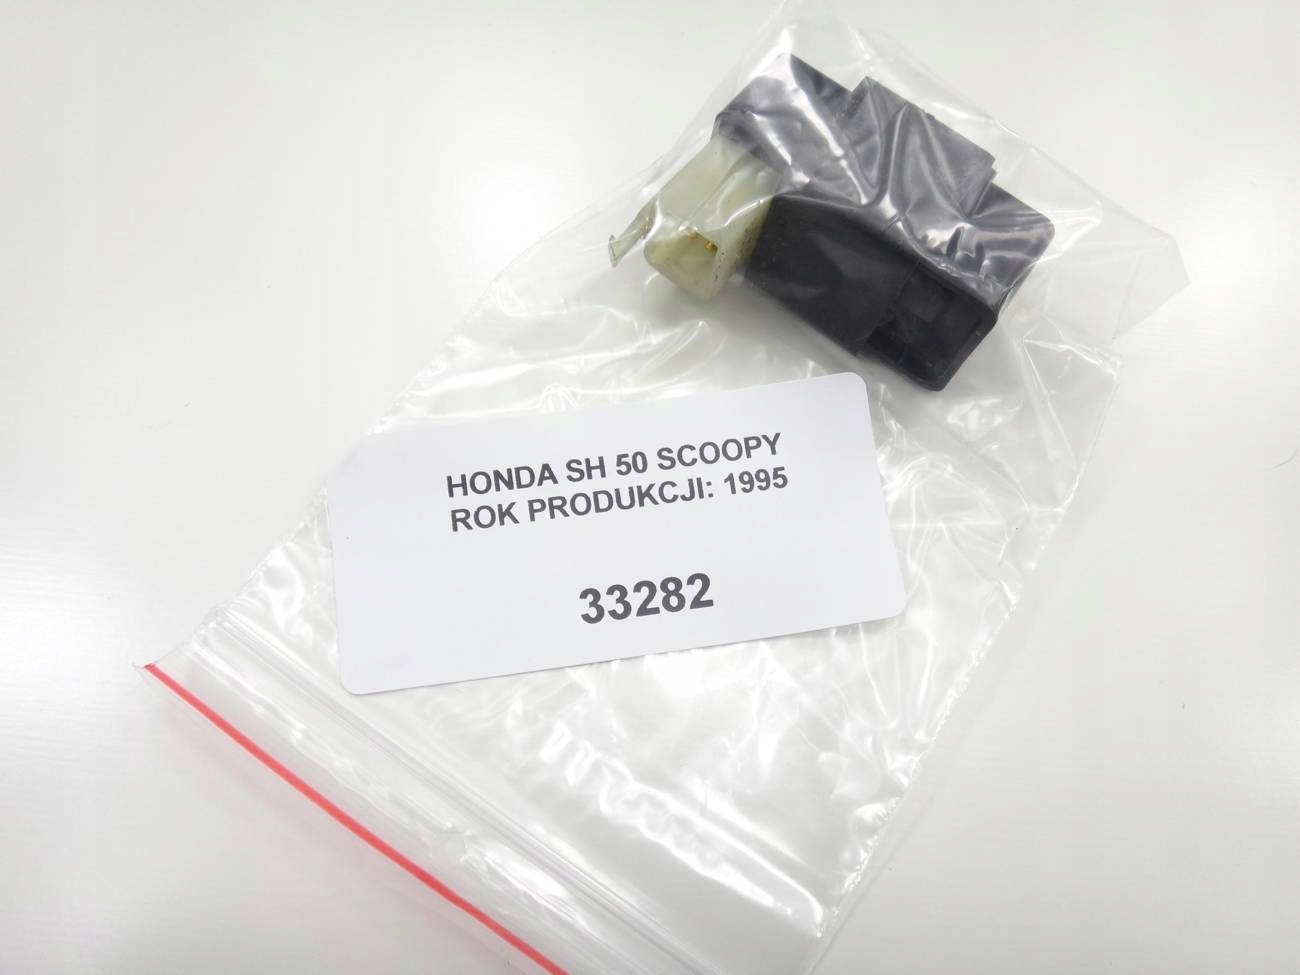 HONDA SH 50 SCOOPY
ROK PRODUKCJI: 1995
33282